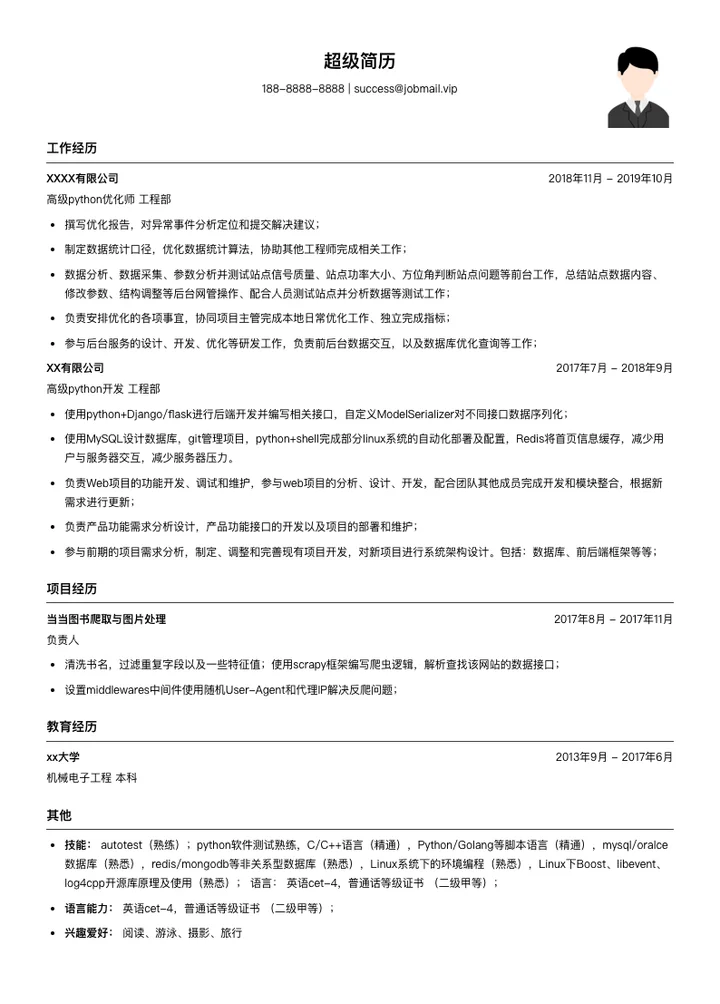 超级简历
188-8888-8888 | success@jobmail.vip
工作经历
XXXX有限公司 2018年11月 – 2019年10月
高级python优化师 工程部
• 撰写优化报告，对异常事件分析定位和提交解决建议；
• 制定数据统计口径，优化数据统计算法，协助其他工程师完成相关工作；
• 数据分析、数据采集、参数分析并测试站点信号质量、站点功率大小、方位角判断站点问题等前台工作，总结站点数据内容、
修改参数、结构调整等后台网管操作、配合人员测试站点并分析数据等测试工作；
• 负责安排优化的各项事宜，协同项目主管完成本地日常优化工作、独立完成指标；
• 参与后台服务的设计、开发、优化等研发工作，负责前后台数据交互，以及数据库优化查询等工作；
XX有限公司 2017年7月 – 2018年9月
高级python开发 工程部
• 使用python+Django/flask进行后端开发并编写相关接口，自定义ModelSerializer对不同接口数据序列化；
• 使用MySQL设计数据库，git管理项目，python+shell完成部分linux系统的自动化部署及配置，Redis将首页信息缓存，减少用
户与服务器交互，减少服务器压力。
• 负责Web项目的功能开发、调试和维护，参与web项目的分析、设计、开发，配合团队其他成员完成开发和模块整合，根据新
需求进行更新；
• 负责产品功能需求分析设计，产品功能接口的开发以及项目的部署和维护；
• 参与前期的项目需求分析，制定、调整和完善现有项目开发，对新项目进行系统架构设计。包括：数据库、前后端框架等等；
项目经历
当当图书爬取与图片处理 2017年8月 – 2017年11月
负责人
• 清洗书名，过滤重复字段以及一些特征值；使用scrapy框架编写爬虫逻辑，解析查找该网站的数据接口；
• 设置middlewares中间件使用随机User-Agent和代理IP解决反爬问题；
教育经历
xx大学 2013年9月 – 2017年6月
机械电子工程 本科
其他
• 技能： autotest（熟练）；python软件测试熟练，C/C++语言（精通），Python/Golang等脚本语言（精通），mysql/oralce
数据库（熟悉），redis/mongodb等非关系型数据库（熟悉），Linux系统下的环境编程（熟悉），Linux下Boost、libevent、
log4cpp开源库原理及使用（熟悉）； 语言： 英语cet-4，普通话等级证书 （二级甲等）；
• 语言能力： 英语cet-4，普通话等级证书 （二级甲等）；
• 兴趣爱好： 阅读、游泳、摄影、旅行